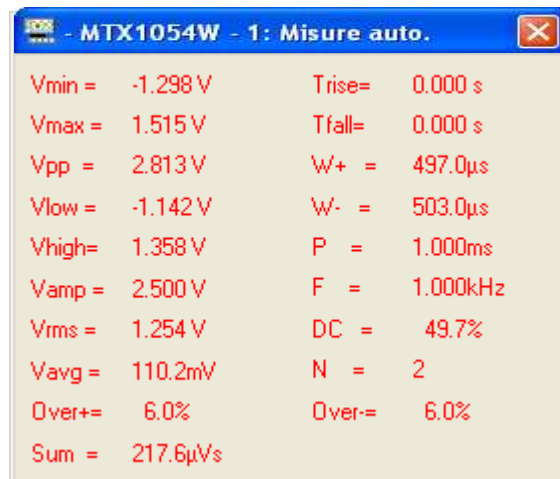 - MTX1054W - 1: Misure auto.
Vmin = -1.298 V Trise= 0.000 s
Vmax = 1.515 V Tfall= 0.000 s
Vpp = 2.813 V W+ = 497.0µs
Vlow = -1.142 V W- = 503.0µs
Vhigh= 1.358 V P = 1.000ms
Vamp = 2.500 V F = 1.000kHz
Vrms = 1.254 V DC = 49.7%
Vavg = 110.2mV N = 2
Over+= 6.0% Over-= 6.0%
Sum = 217.6µVs